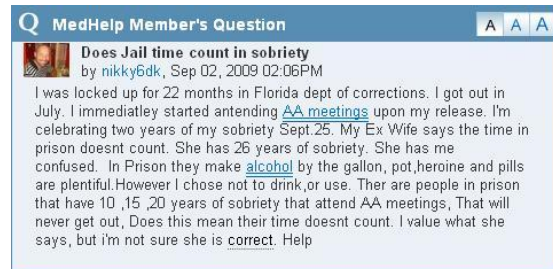 Q MedHelp Member's Question A A A
Does Jail time count in sobriety
by nikky6dk, Sep 02, 2009 02:06PM
I was locked up for 22 months in Florida dept of corrections. I got out in
July. I immediatley started antending AA meetings upon my release. I'm
celebrating two years of my sobriety Sept.25. My Ex Wife says the time in
prison doesnt count. She has 26 years of sobriety. She has me
confused. In Prison they make alcohol by the gallon, pot,heroine and pills
are plentiful.However I chose not to drink,or use. Ther are people in prison
that have 10 ,15 ,20 years of sobriety that attend AA meetings, That will
never get out, Does this mean their time doesnt count. I value what she
says, but i'm not sure she is correct. Help